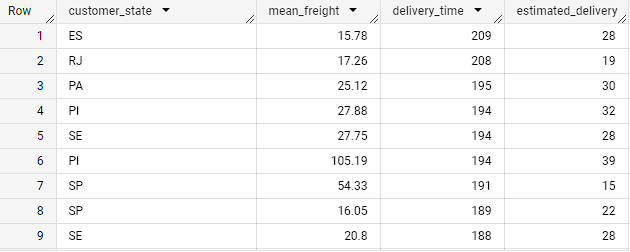 Row customer_state mean_freight delivery_time estimated_delivery
1 ES 15.78 209 28
2 RJ 17.26 208 19
3 PA 25.12 195 30
4 PI 27.88 194 32
5 SE 27.75 194 28
6 PI 105.19 194 39
7 SP 54.33 191 15
8 SP 16.05 189 22
9 SE 20.8 188 28